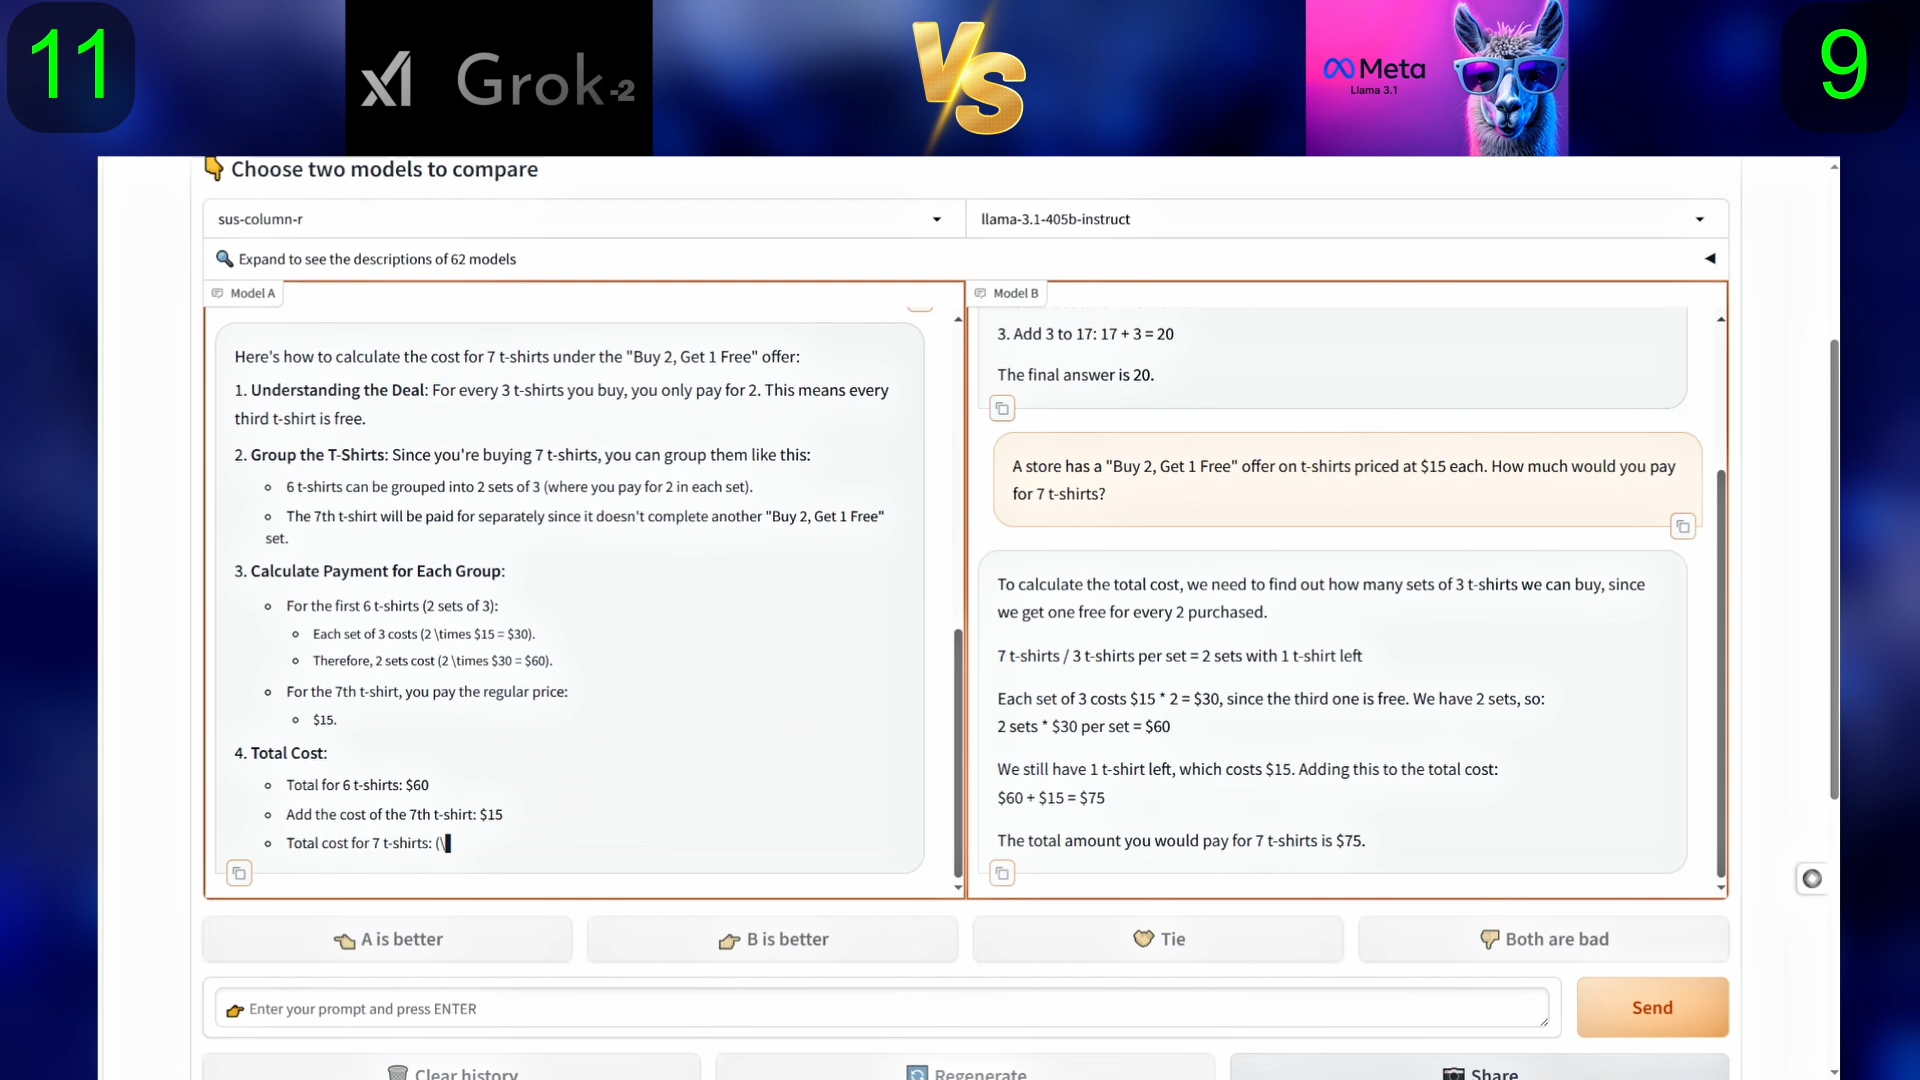 11
xI Grok-2
VS
Meta
Llama 3.1
9
Choose two models to compare
sus-column-r
llama-3.1-405b-instruct
Expand to see the descriptions of 62 models
Model A
Here's how to calculate the cost for 7 t-shirts under the "Buy 2, Get 1 Free" offer:
1. Understanding the Deal: For every 3 t-shirts you buy, you only pay for 2. This means every
third t-shirt is free.
2. Group the T-Shirts: Since you're buying 7 t-shirts, you can group them like this:
6 t-shirts can be grouped into 2 sets of 3 (where you pay for 2 in each set).
The 7th t-shirt will be paid for separately since it doesn't complete another "Buy 2, Get 1 Free"
set.
3. Calculate Payment for Each Group:
For the first 6 t-shirts (2 sets of 3):
Each set of 3 costs (2 \times $15 = $30).
Therefore, 2 sets cost (2 \times $30 = $60).
For the 7th t-shirt, you pay the regular price:
$15.
4. Total Cost:
Total for 6 t-shirts: $60
Add the cost of the 7th t-shirt: $15
Total cost for 7 t-shirts: (\
Model B
3. Add 3 to 17: 17 + 3 = 20
The final answer is 20.
A store has a "Buy 2, Get 1 Free" offer on t-shirts priced at $15 each. How much would you pay
for 7 t-shirts?
To calculate the total cost, we need to find out how many sets of 3 t-shirts we can buy, since
we get one free for every 2 purchased.
7 t-shirts / 3 t-shirts per set = 2 sets with 1 t-shirt left
Each set of 3 costs $15 * 2 = $30, since the third one is free. We have 2 sets, so:
2 sets * $30 per set = $60
We still have 1 t-shirt left, which costs $15. Adding this to the total cost:
$60 + $15 = $75
The total amount you would pay for 7 t-shirts is $75.
A is better
B is better
Tie
Both are bad
Enter your prompt and press ENTER
Send
Clear history
Regenerate
Share